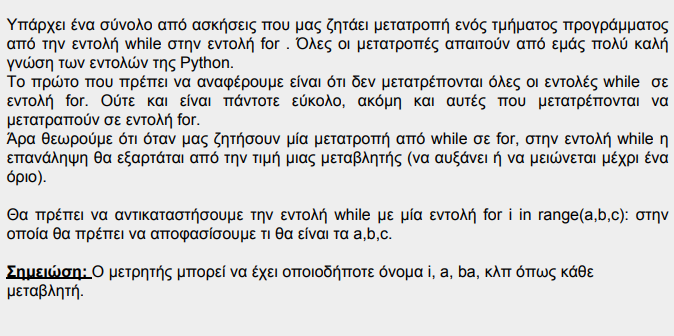 Υπάρχει ένα σύνολο από ασκήσεις που μας ζητάει μετατροπή ενός τμήματος προγράμματος
από την εντολή while στην εντολή for . Όλες οι μετατροπές απαιτούν από εμάς πολύ καλή
γνώση των εντολών της Python.
Το πρώτο που πρέπει να αναφέρουμε είναι ότι δεν μετατρέπονται όλες οι εντολές while σε
εντολή for. Ούτε και είναι πάντοτε εύκολο, ακόμη και αυτές που μετατρέπονται να
μετατραπούν σε εντολή for.
Άρα θεωρούμε ότι όταν μας ζητήσουν μία μετατροπή από while σε for, στην εντολή while η
επανάληψη θα εξαρτάται από την τιμή μιας μεταβλητής (να αυξάνει ή να μειώνεται μέχρι ένα
όριο).
Θα πρέπει να αντικαταστήσουμε την εντολή while με μία εντολή for i in range(a,b,c): στην
οποία θα πρέπει να αποφασίσουμε τι θα είναι τα a,b,c.
Σημειώση: Ο μετρητής μπορεί να έχει οποιοδήποτε όνομα i, a, ba, κλπ όπως κάθε
μεταβλητή.